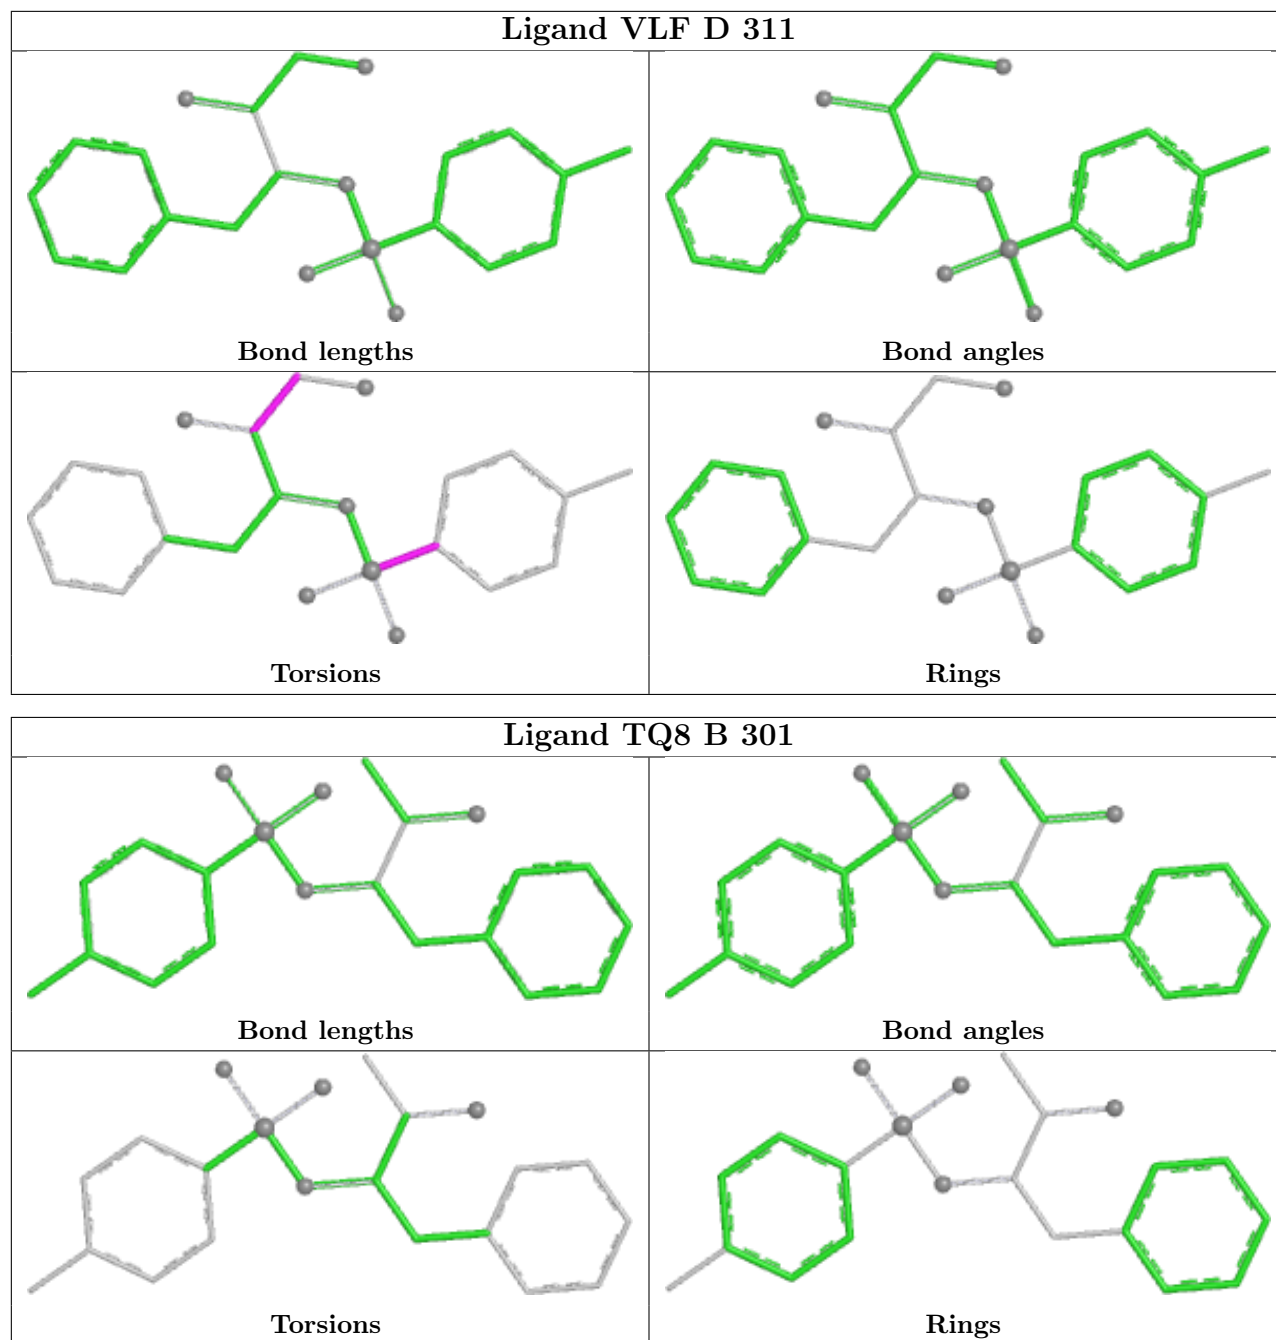 Ligand VLF D 311
Bond lengths
Bond angles
Torsions
Rings
Ligand TQ8 B 301
Bond lengths
Bond angles
Torsions
Rings